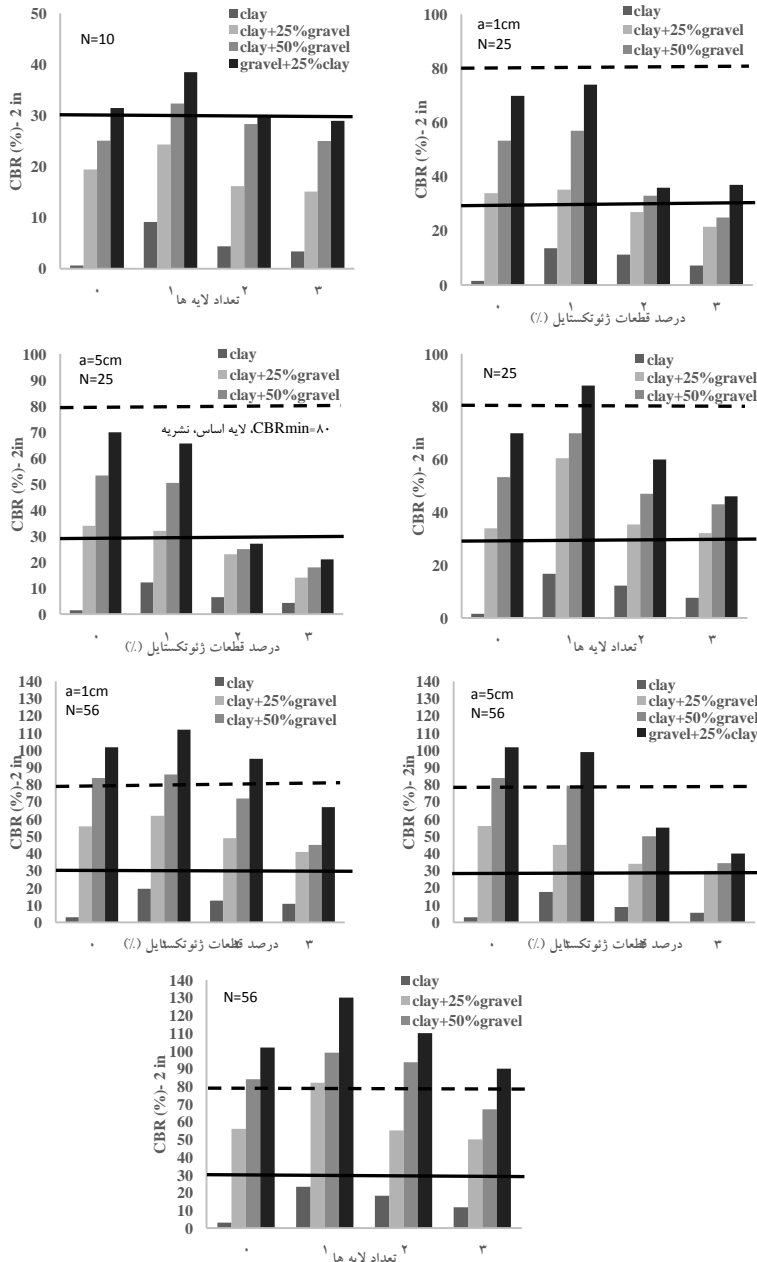 N=10
clay
clay+25%gravel
clay+50%gravel
gravel+25%clay
50
40
30
20
10
0
CBR (%)- 2 in
۰ ۱ ۲ ۳
تعداد لایه ها
a=1cm
N=25
clay
clay+25%gravel
clay+50%gravel
100
80
60
40
20
0
CBR (%)- 2 in
۰ ۱ ۲ ۳
درصد قطعات ژئوتکستایل (٪)
a=5cm
N=25
clay
clay+25%gravel
clay+50%gravel
100
90
80
70
60
50
40
30
20
10
0
CBR (%)- 2in
CBRmin=۸۰، لایه اساس، نشریه
۰ ۱ ۲ ۳
درصد قطعات ژئوتکستایل (٪)
N=25
clay
clay+25%gravel
clay+50%gravel
100
80
60
40
20
0
CBR (%)- 2 in
۰ ۱ ۲ ۳
تعداد لایه ها
a=1cm
N=56
clay
clay+25%gravel
clay+50%gravel
140
130
120
110
100
90
80
70
60
50
40
30
20
10
0
CBR (%)-2 in
۰ ۳
درصد قطعات ژئوتکستایل (٪)
a=5cm
N=56
clay
clay+25%gravel
clay+50%gravel
gravel+25%clay
140
130
120
110
100
90
80
70
60
50
40
30
20
10
0
CBR (%)- 2in
۰ ۳
درصد قطعات ژئوتکستایل (٪)
N=56
clay
clay+25%gravel
clay+50%gravel
140
130
120
110
100
90
80
70
60
50
40
30
20
10
0
CBR (%)- 2 in
۰ ۱ ۲ ۳
تعداد لایه ها